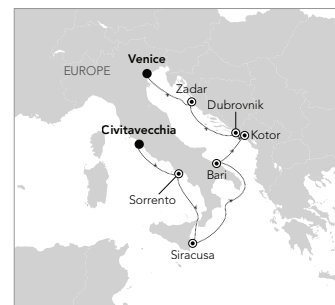 Venice
EUROPE
Zadar
Dubrovnik
Civitavecchia
Kotor
Bari
Sorrento
Siracusa